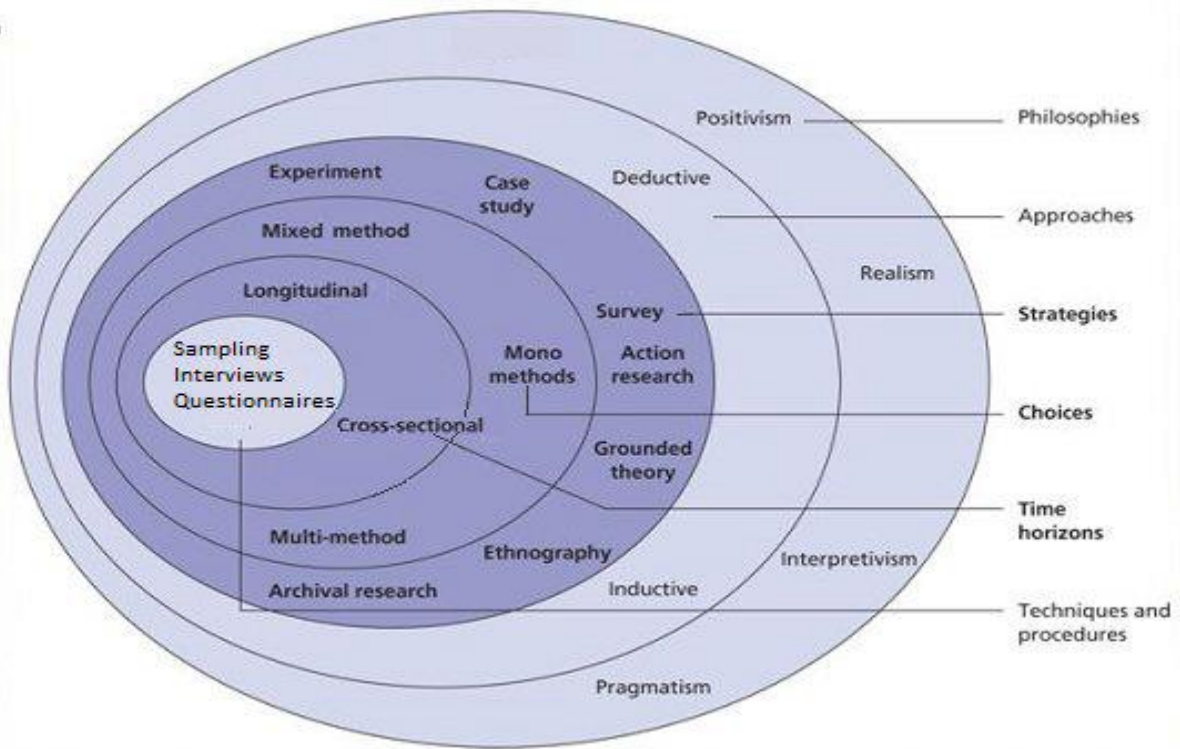 Positivism
Philosophies
Experiment
Case
study
Deductive
Approaches
Mixed method
Realism
Longitudinal
Survey
Strategies
Sampling
Interviews
Questionnaires
Mono
methods
Action
research
Choices
Cross-sectional
Grounded
theory
Time
horizons
Multi-method
Ethnography
Interpretivism
Archival research
Inductive
Techniques and
procedures
Pragmatism